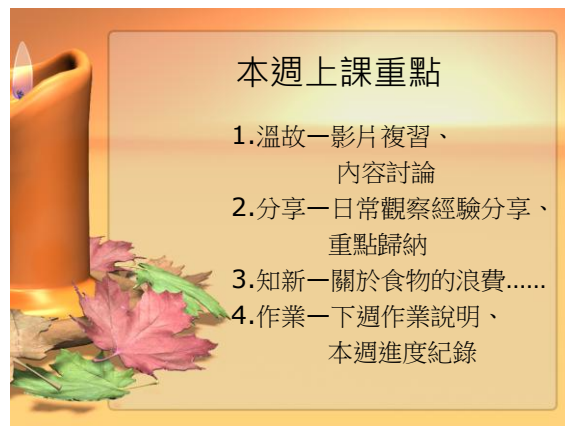 本週上課重點
1.溫故—影片複習、
內容討論
2.分享—日常觀察經驗分享、
重點歸納
3.知新—關於食物的浪費……
4.作業—下週作業說明、
本週進度紀錄